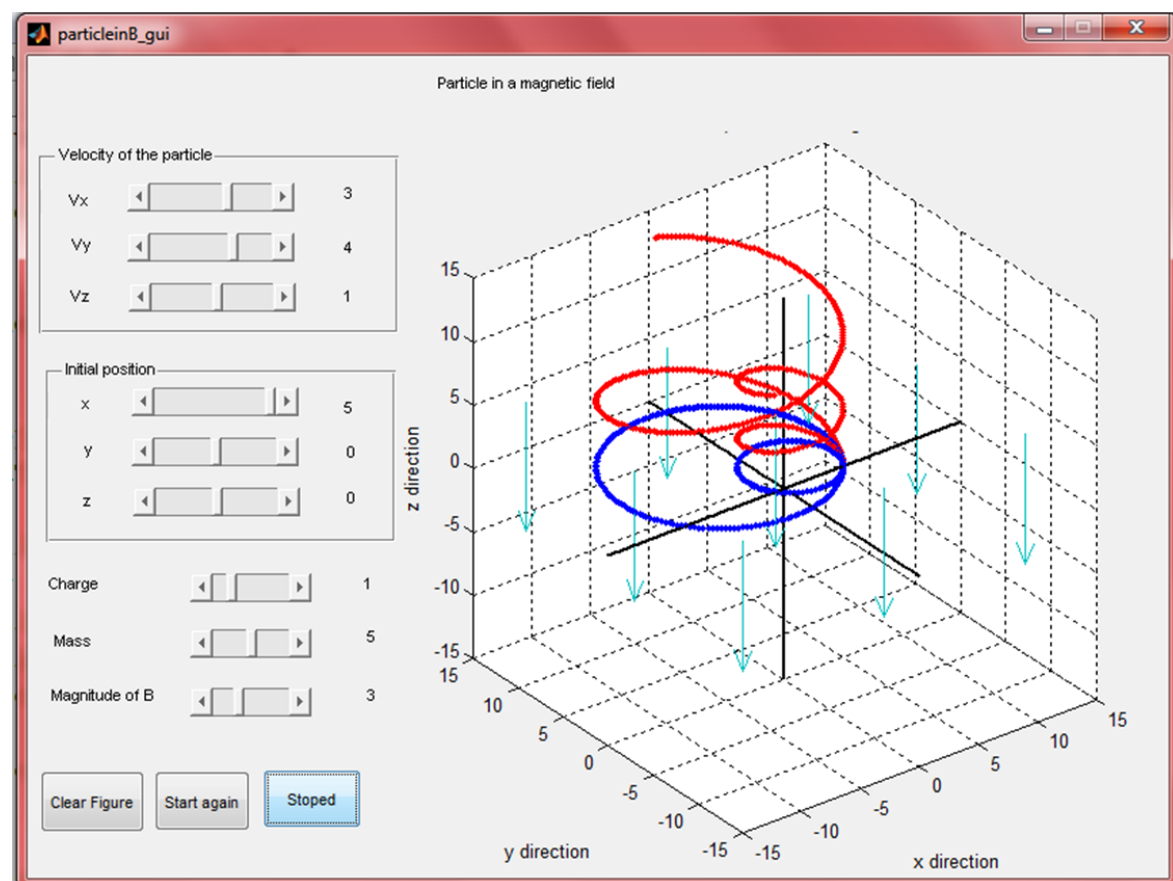 particleinB_gui
Particle in a magnetic field
Velocity of the particle
Vx 3
Vy 4
Vz 1
Initial position
x 5
y 0
z 0
Charge 1
Mass 5
Magnitude of B 3
Clear Figure Start again Stoped
z direction
15
10
5
0
-5
-10
-15
15
10
5
0
-5
-10
-15
y direction
-15
-10
-5
0
5
10
15
x direction